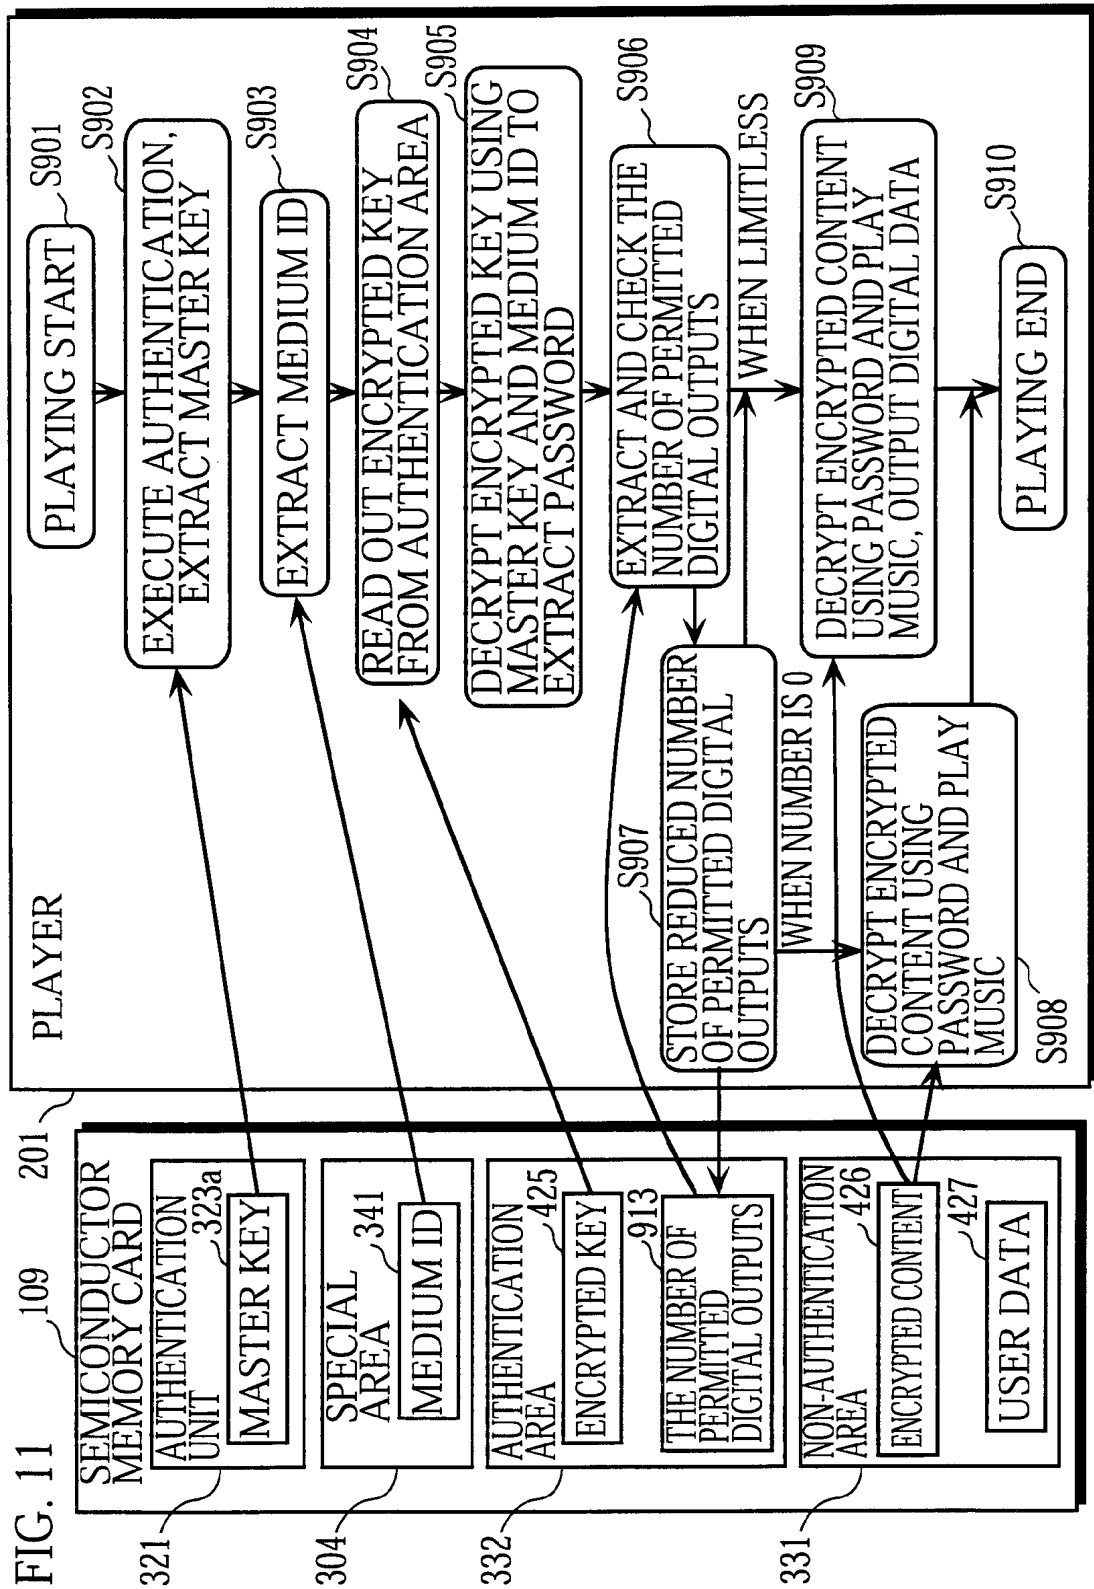 FIG. 11
109
SEMICONDUCTOR
MEMORY CARD
321
AUTHENTICATION
UNIT
323a
MASTER KEY
304
SPECIAL
AREA
341
MEDIUM ID
332
AUTHENTICATION
AREA
425
ENCRYPTED KEY
913
THE NUMBER OF
PERMITTED
DIGITAL OUTPUTS
331
NON-AUTHENTICATION
AREA
426
ENCRYPTED CONTENT
427
USER DATA
201
PLAYER
PLAYING START
S901
EXECUTE AUTHENTICATION,
EXTRACT MASTER KEY
S902
EXTRACT MEDIUM ID
S903
READ OUT ENCRYPTED KEY
FROM AUTHENTICATION AREA
S904
DECRYPT ENCRYPTED KEY USING
MASTER KEY AND MEDIUM ID TO
EXTRACT PASSWORD
S905
EXTRACT AND CHECK THE
NUMBER OF PERMITTED
DIGITAL OUTPUTS
S906
WHEN LIMITLESS
S907
STORE REDUCED NUMBER
OF PERMITTED DIGITAL
OUTPUTS
WHEN NUMBER IS 0
DECRYPT ENCRYPTED
CONTENT USING
PASSWORD AND PLAY
MUSIC
S908
DECRYPT ENCRYPTED CONTENT
USING PASSWORD AND PLAY
MUSIC, OUTPUT DIGITAL DATA
S909
PLAYING END
S910